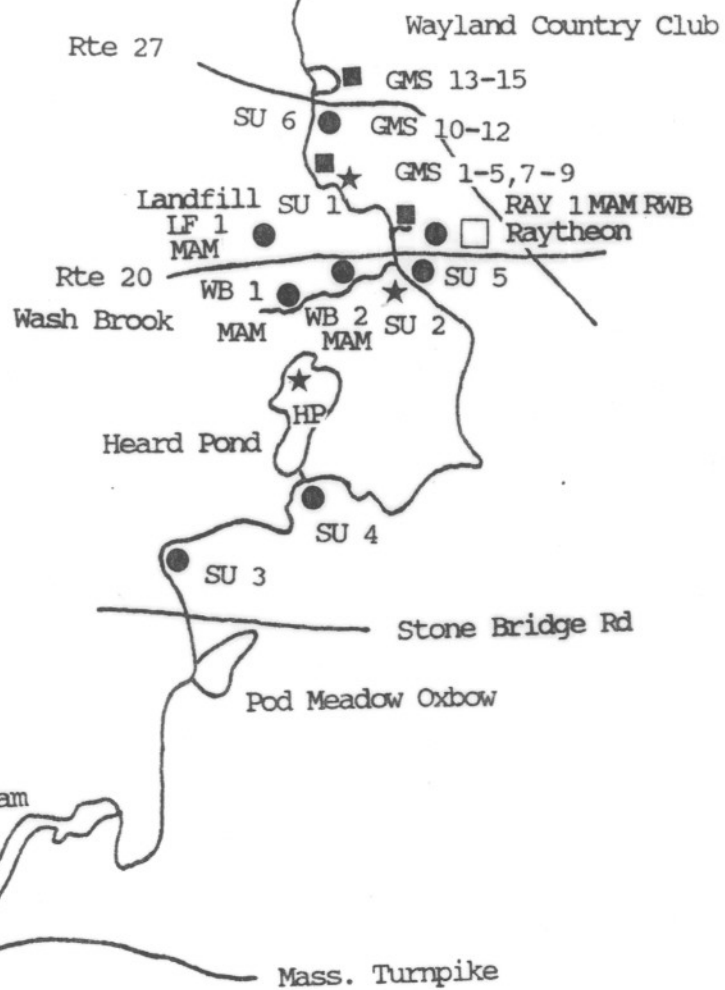 Wayland Country Club
Rte 27
GMS 13-15
SU 6
GMS 10-12
GMS 1-5,7-9
Landfill
SU 1
RAY 1 MAM RWB
LF 1
Raytheon
MAM
Rte 20
SU 5
WB 1
Wash Brook
WB 2
SU 2
MAM
MAM
HP
Heard Pond
SU 4
SU 3
Stone Bridge Rd
Pod Meadow Oxbow
am
Mass. Turnpike